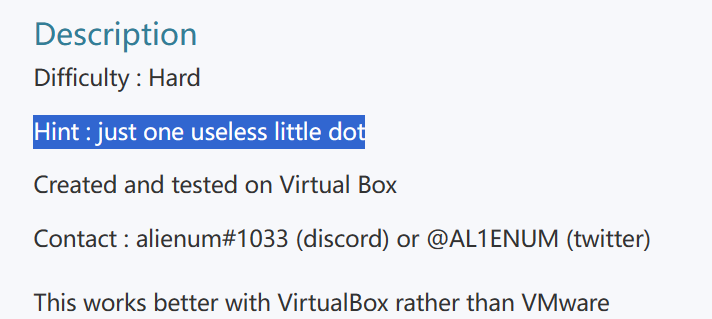 Description
Difficulty : Hard
Hint : just one useless little dot
Created and tested on Virtual Box
Contact : alienum#1033 (discord) or @AL1ENUM (twitter)
This works better with VirtualBox rather than VMware